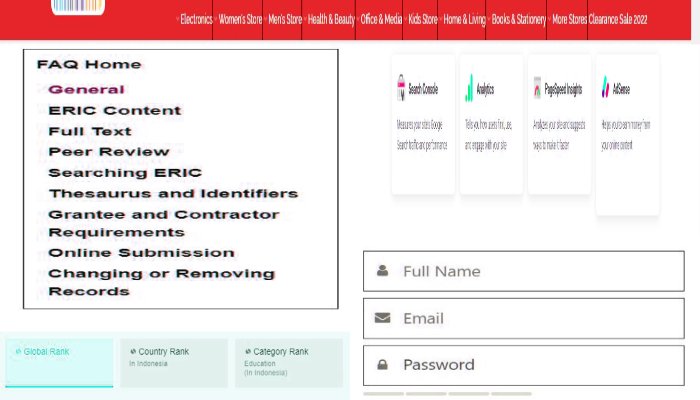 Electronics Women's Store Men's Store Health & Beauty Office & Media Kids Store Home & Living Books & Stationery More Stores Clearance Sale 2022
FAQ Home
General
ERIC Content
Full Text
Peer Review
Searching ERIC
Thesaurus and Identifiers
Grantee and Contractor
Requirements
Online Submission
Changing or Removing
Records
Search Console
Measures your site's Google
Search traffic and performance
Analytics
Tells you how users find, use,
and engage with your site
PageSpeed Insights
Analyzes your site and suggests
ways to make it faster
AdSense
Helps you to earn money from
your online content
Global Rank
Country Rank
In Indonesia
Category Rank
Education
(In Indonesia)
Full Name
Email
Password